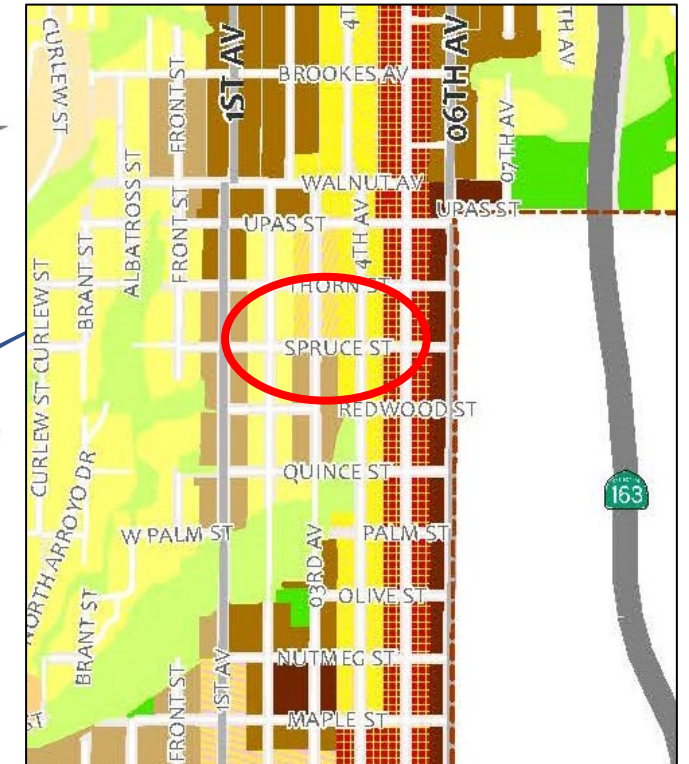 CURLEW ST
4T
TH AV
TH AV
1ST AV
06TH AV
BROOKES AV
FRONT ST
ALBATROSS ST
07TH AV
WALNUT AV
UPAS ST
UPAS ST
4TH AV
FRONT ST
BRANT ST
THORN ST
CURLEW ST
SPRUCE ST
CURLEW ST
REDWOOD ST
QUINCE ST
163
NORTH ARROYO DR
W PALM ST
PALM ST
03RD AV
OLIVE ST
BRANT ST
NUTMEG ST
1ST AV
FRONT ST
ST
MAPLE ST